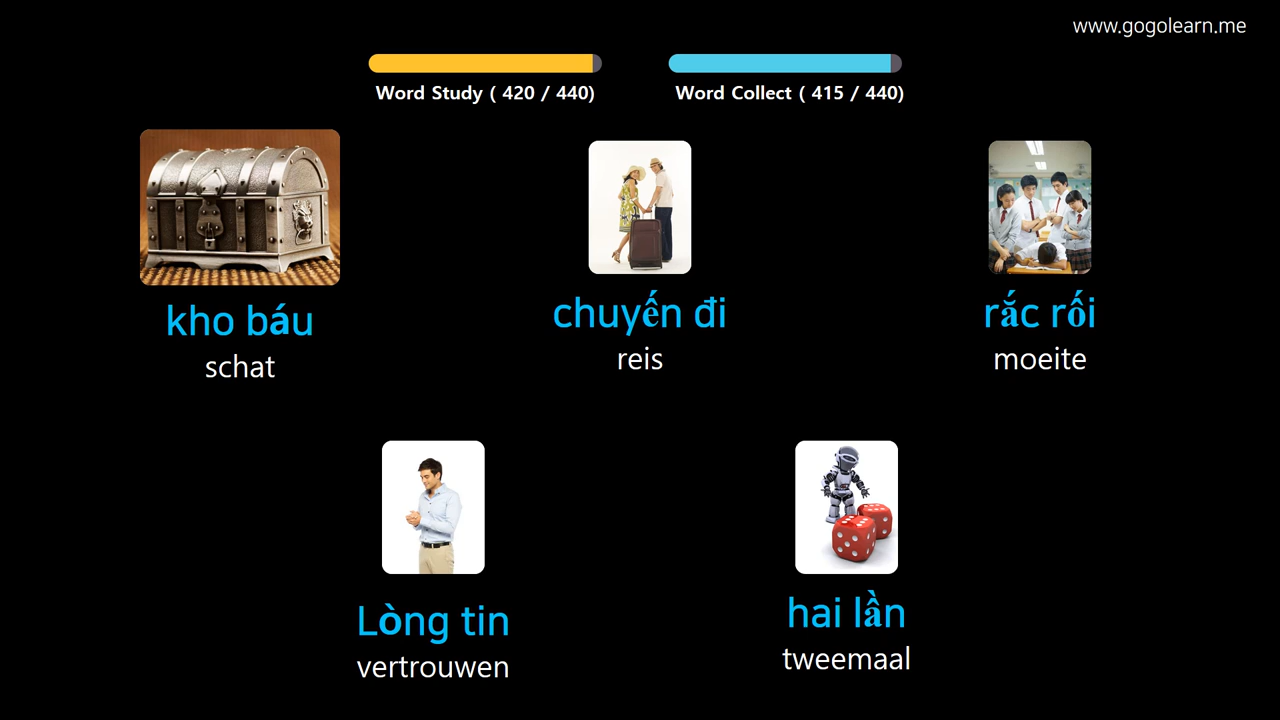 www.gogolearn.me
Word Study ( 420 / 440)
Word Collect ( 415 / 440)
kho báu
schat
chuyến đi
reis
rắc rối
moeite
Lòng tin
vertrouwen
hai lần
tweemaal